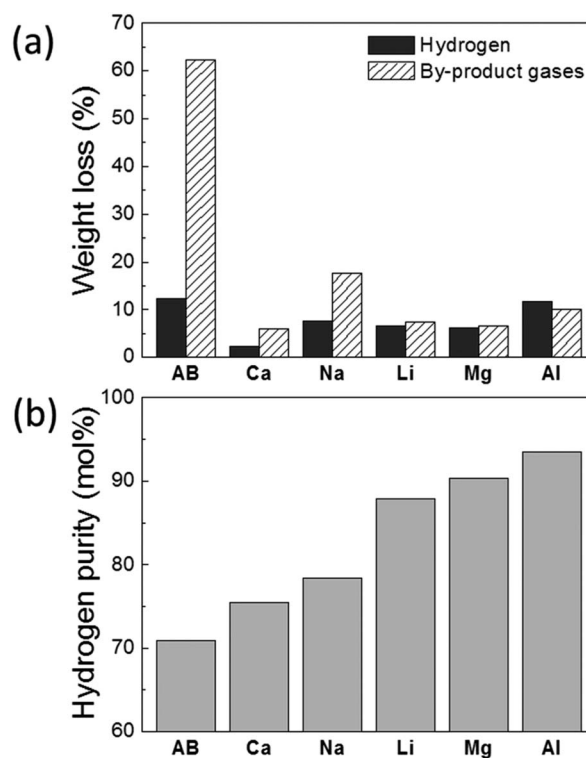 (a)
Weight loss (%)
70
60
50
40
30
20
10
0
Hydrogen
By-product gases
AB Ca Na Li Mg Al
(b)
Hydrogen purity (mol%)
100
90
80
70
60
AB Ca Na Li Mg Al